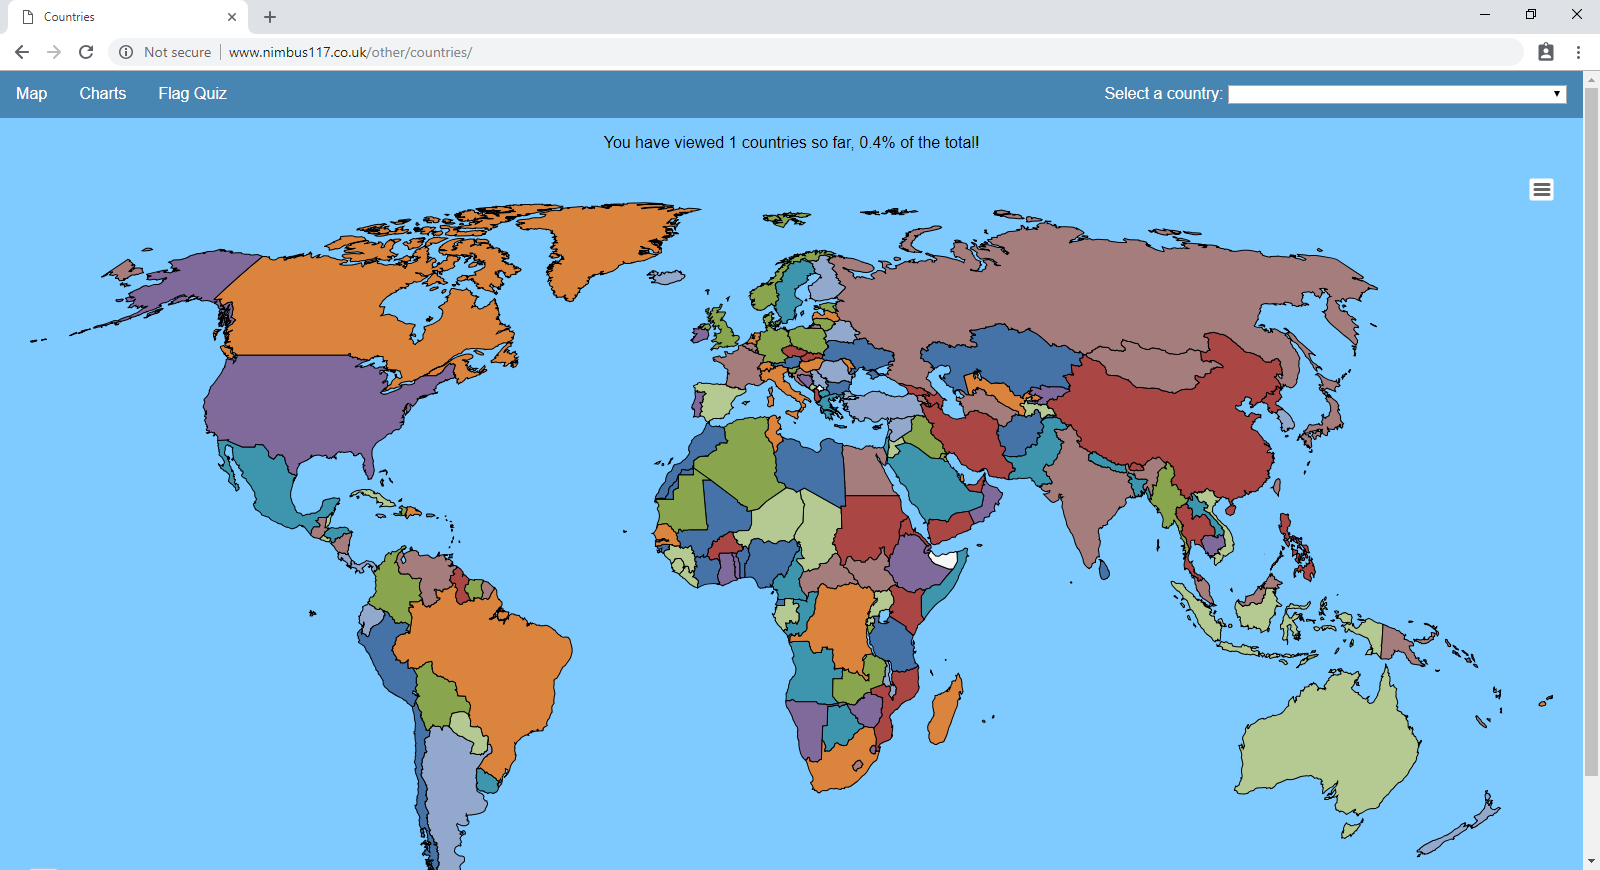 Countries
Not secure
www.nimbus117.co.uk/other/countries/
Map Charts Flag Quiz Select a country:
You have viewed 1 countries so far, 0.4% of the total!